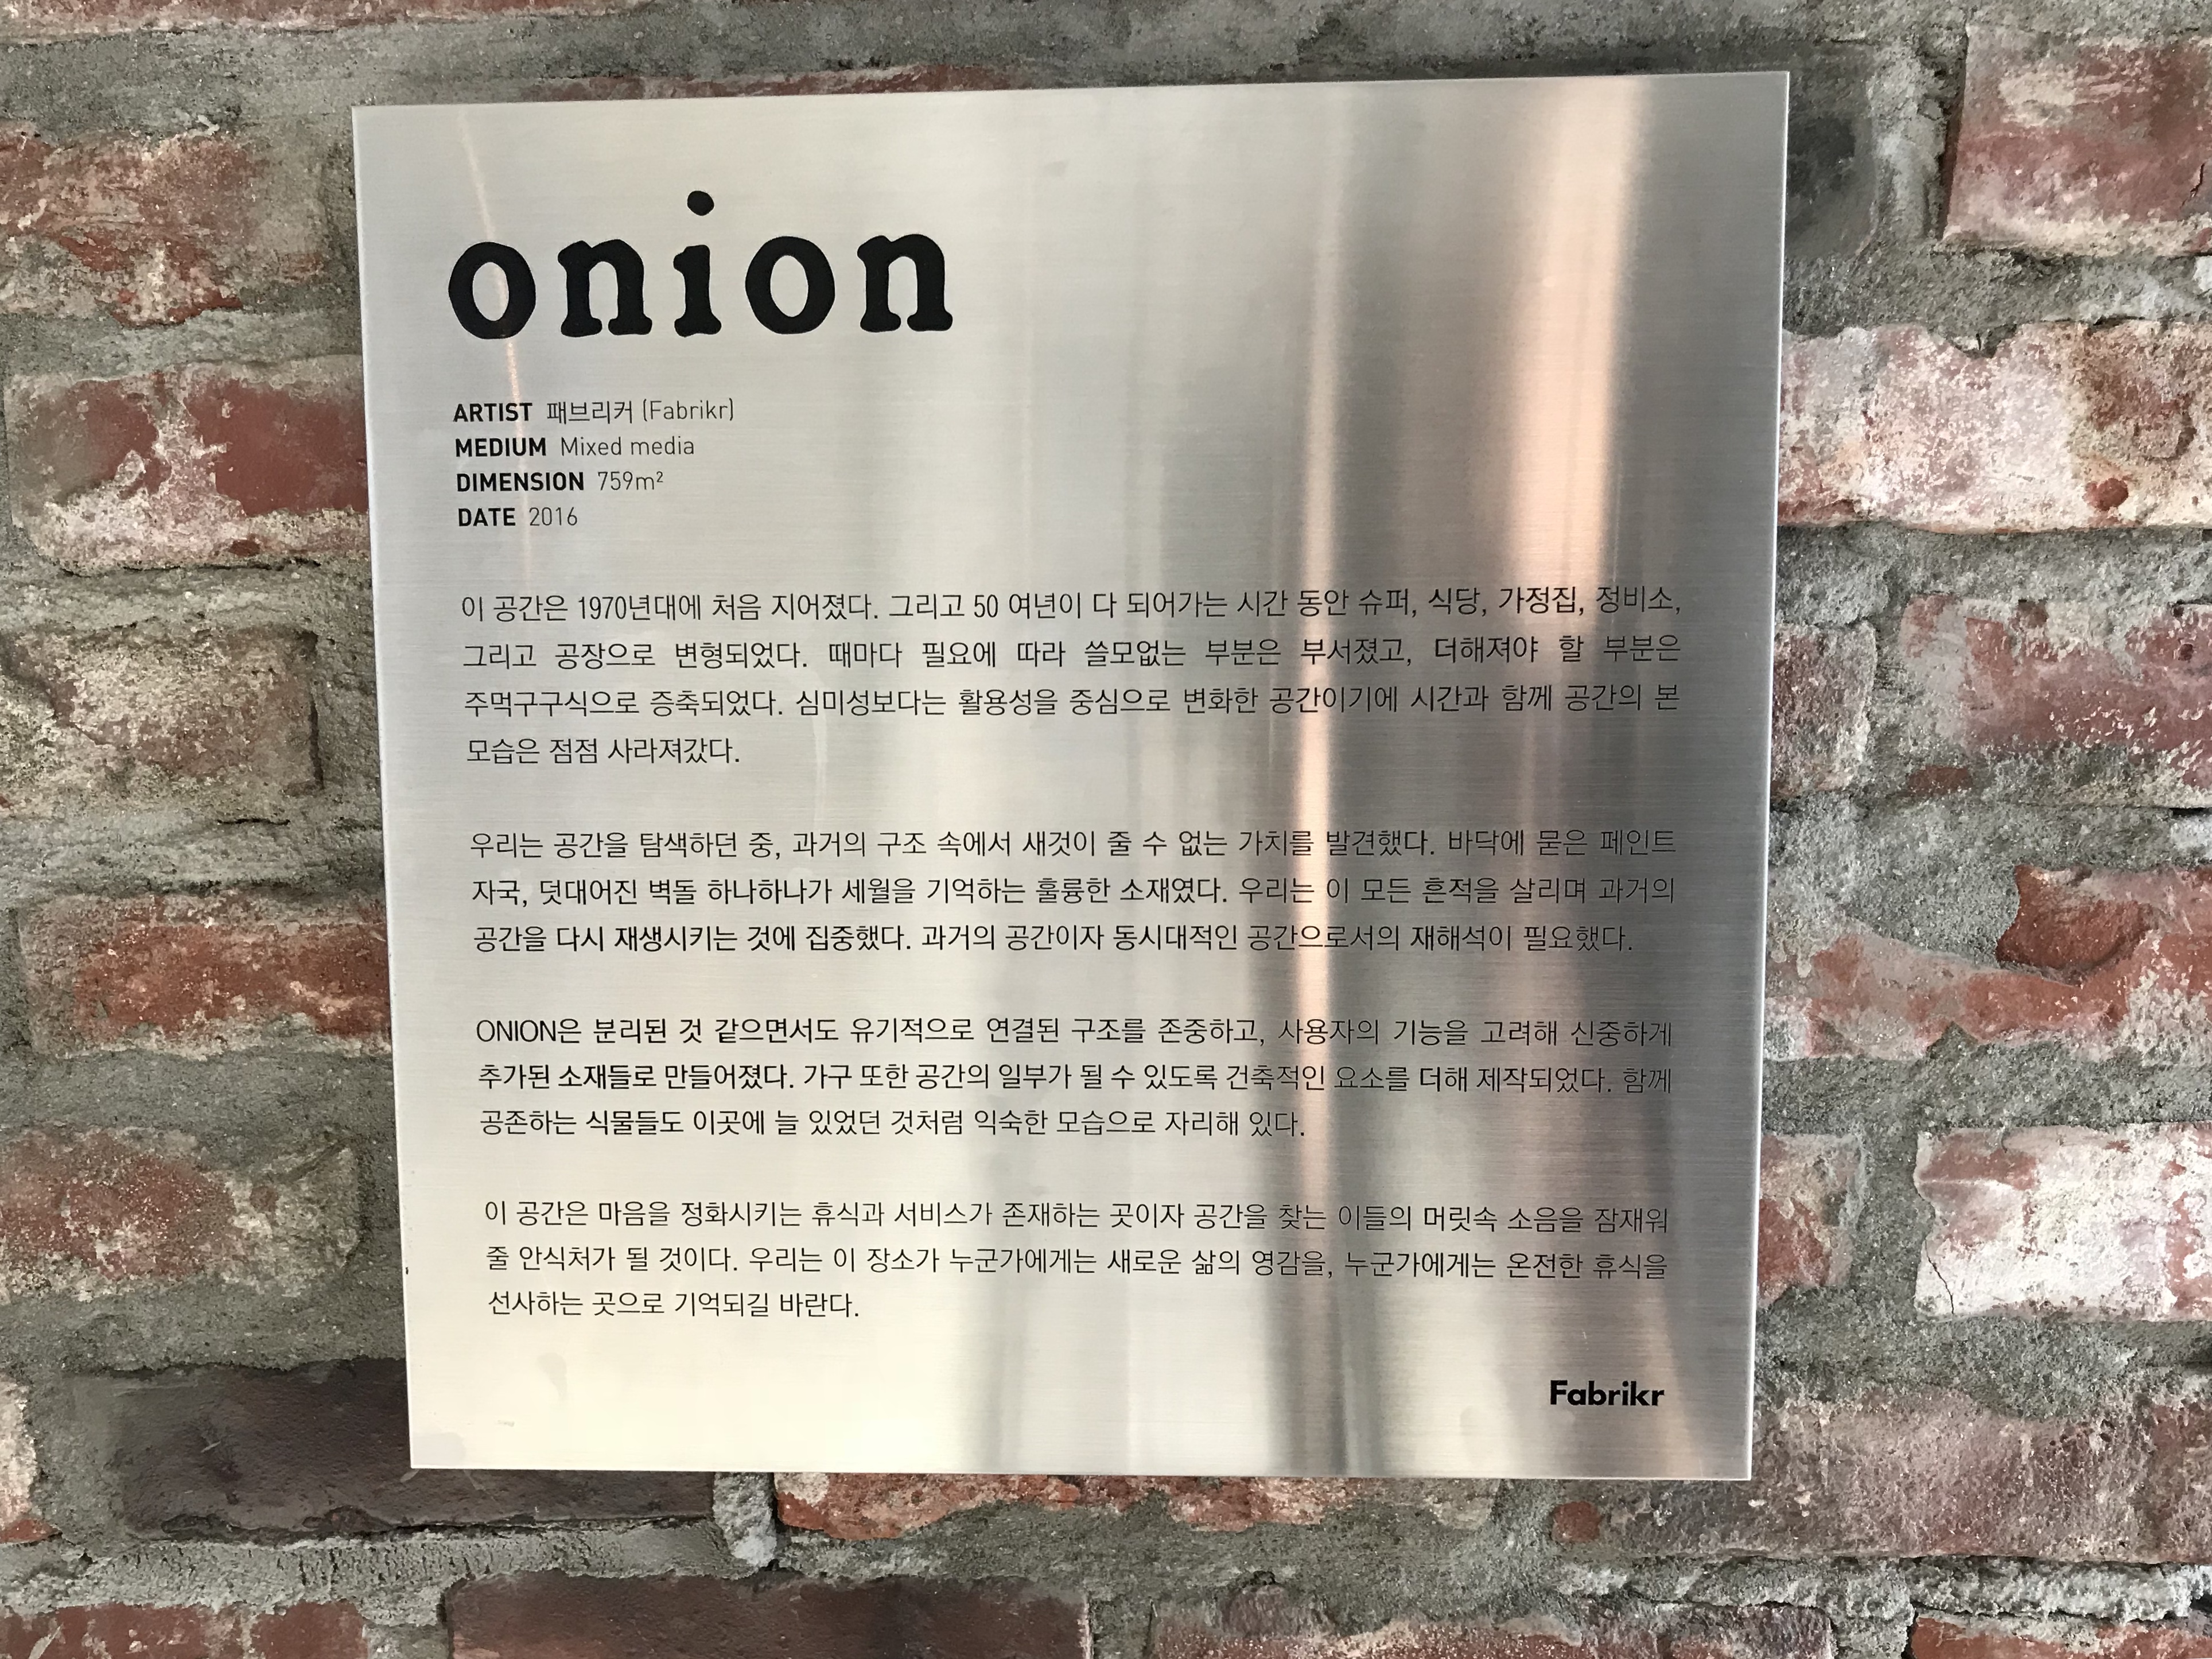 onion
ARTIST 패브리커 (Fabrikr)
MEDIUM Mixed media
DIMENSION 759m²
DATE 2016
이 공간은 1970년대에 처음 지어졌다. 그리고 50 여년이 다 되어가는 시간 동안 슈퍼, 식당, 가정집, 정비소,
그리고 공장으로 변형되었다. 때마다 필요에 따라 쓸모없는 부분은 부서졌고, 더해져야 할 부분은
주먹구구식으로 증축되었다. 심미성보다는 활용성을 중심으로 변화한 공간이기에 시간과 함께 공간의 본
모습은 점점 사라져갔다.
우리는 공간을 탐색하던 중, 과거의 구조 속에서 새것이 줄 수 없는 가치를 발견했다. 바닥에 묻은 페인트
자국, 덧대어진 벽돌 하나하나가 세월을 기억하는 훌륭한 소재였다. 우리는 이 모든 흔적을 살리며 과거의
공간을 다시 재생시키는 것에 집중했다. 과거의 공간이자 동시대적인 공간으로서의 재해석이 필요했다.
ONION은 분리된 것 같으면서도 유기적으로 연결된 구조를 존중하고, 사용자의 기능을 고려해 신중하게
추가된 소재들로 만들어졌다. 가구 또한 공간의 일부가 될 수 있도록 건축적인 요소를 더해 제작되었다. 함께
공존하는 식물들도 이곳에 늘 있었던 것처럼 익숙한 모습으로 자리해 있다.
이 공간은 마음을 정화시키는 휴식과 서비스가 존재하는 곳이자 공간을 찾는 이들의 머릿속 소음을 잠재워
줄 안식처가 될 것이다. 우리는 이 장소가 누군가에게는 새로운 삶의 영감을, 누군가에게는 온전한 휴식을
선사하는 곳으로 기억되길 바란다.
Fabrikr